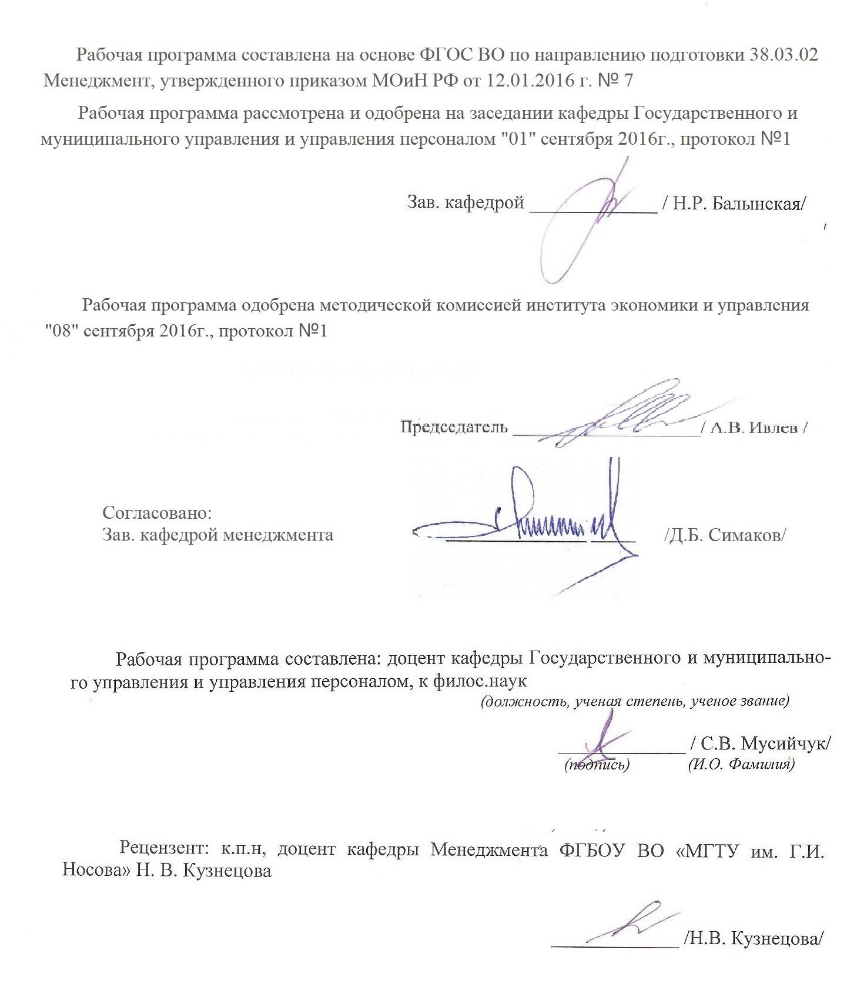 Рабочая программа составлена на основе ФГОС ВО по направлению подготовки 38.03.02
Менеджмент, утвержденного приказом МОиН РФ от 12.01.2016 г. № 7
Рабочая программа рассмотрена и одобрена на заседании кафедры Государственного и
муниципального управления и управления персоналом "01" сентября 2016г., протокол №1
Зав. кафедрой ______________ / Н.Р. Балынская/
Рабочая программа одобрена методической комиссией института экономики и управления
"08" сентября 2016г., протокол №1
Председатель ____________________/ А.В. Ивлев /
Согласовано:
Зав. кафедрой менеджмента _______________ _____ /Д.Б. Симаков/
Рабочая программа составлена: доцент кафедры Государственного и муниципально-
го управления и управления персоналом, к филос.наук
(должность, ученая степень, ученое звание)
______________ / С.В. Мусийчук/
(подпись) (И.О. Фамилия)
Рецензент: к.п.н, доцент кафедры Менеджмента ФГБОУ ВО «МГТУ им. Г.И.
Носова» Н. В. Кузнецова
______________ /Н.В. Кузнецова/